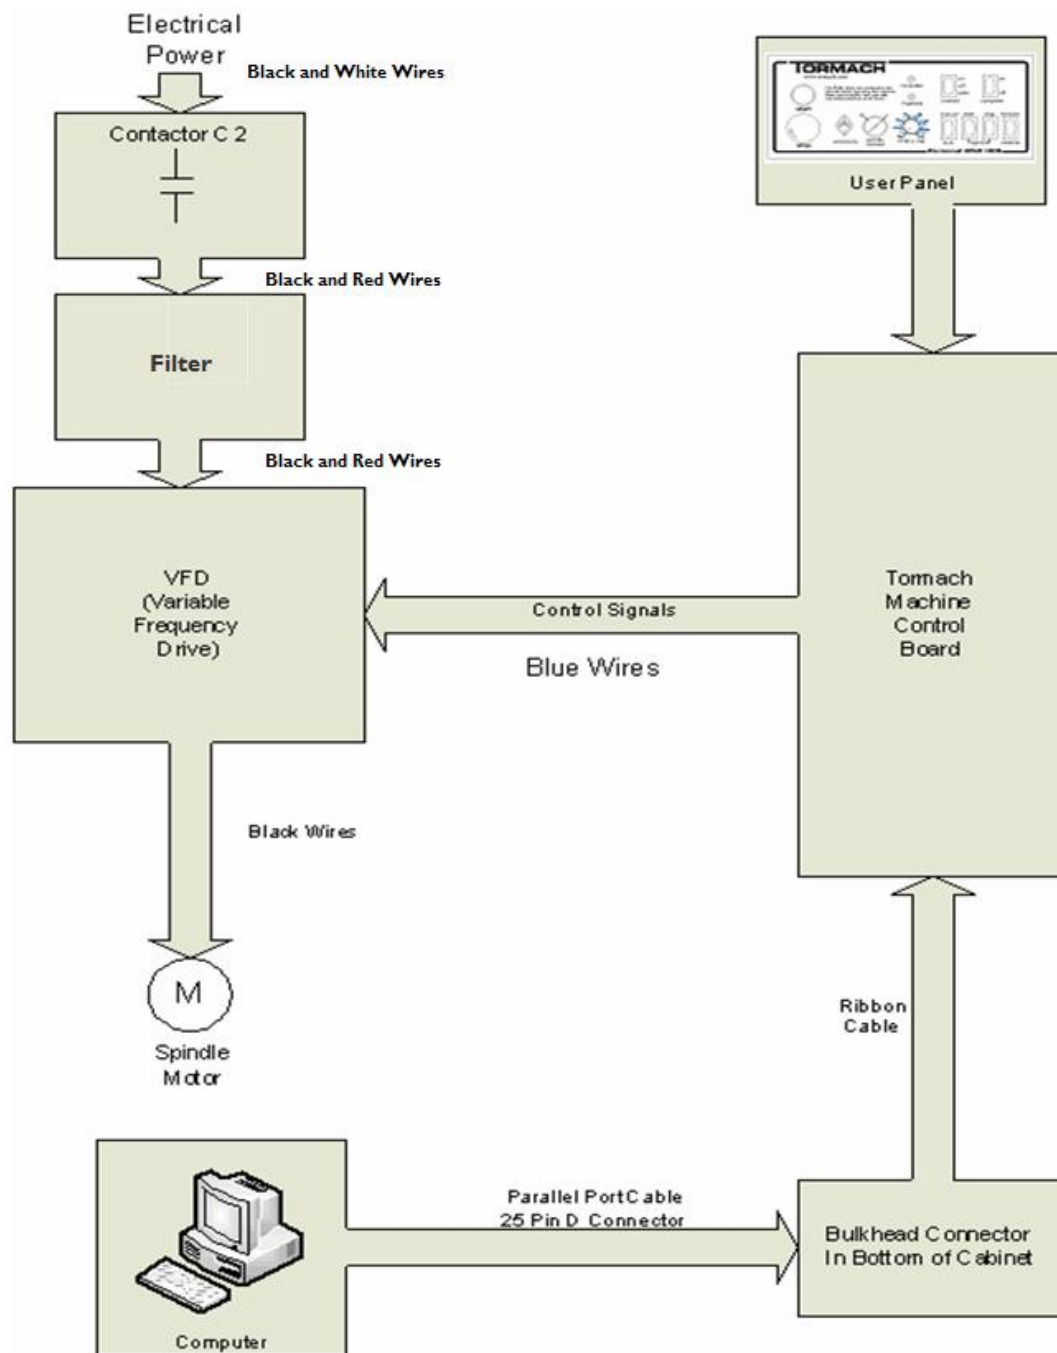 Electrical
Power
Black and White Wires
Contactor C 2
Black and Red Wires
Filter
Black and Red Wires
VFD
(Variable
Frequency
Drive)
Black Wires
M
Spindle
Motor
TORMACH
User Panel
Control Signals
Blue Wires
Tormach
Machine
Control
Board
Ribbon
Cable
Parallel Port Cable
25 Pin D Connector
Bulkhead Connector
In Bottom of Cabinet
Computer